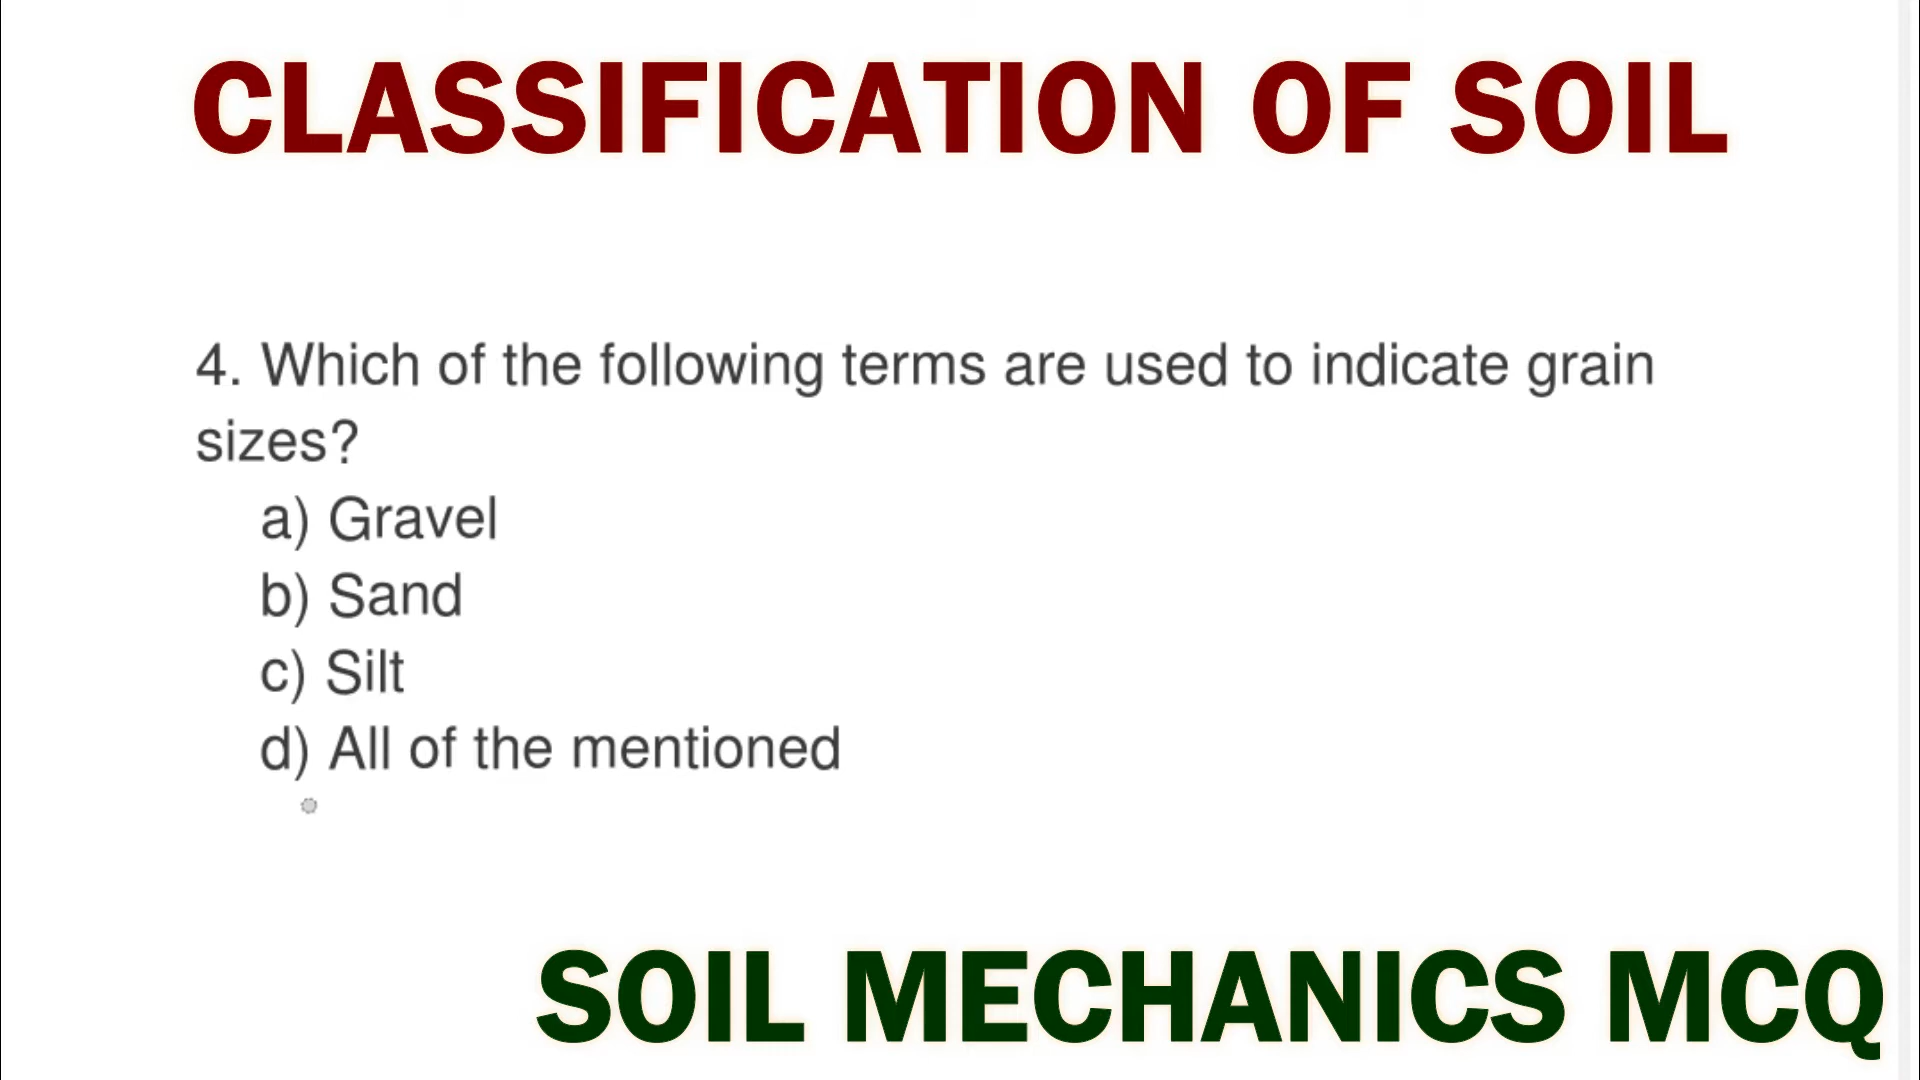 CLASSIFICATION OF SOIL
4. Which of the following terms are used to indicate grain
sizes?
a) Gravel
b) Sand
c) Silt
d) All of the mentioned
SOIL MECHANICS MCQ